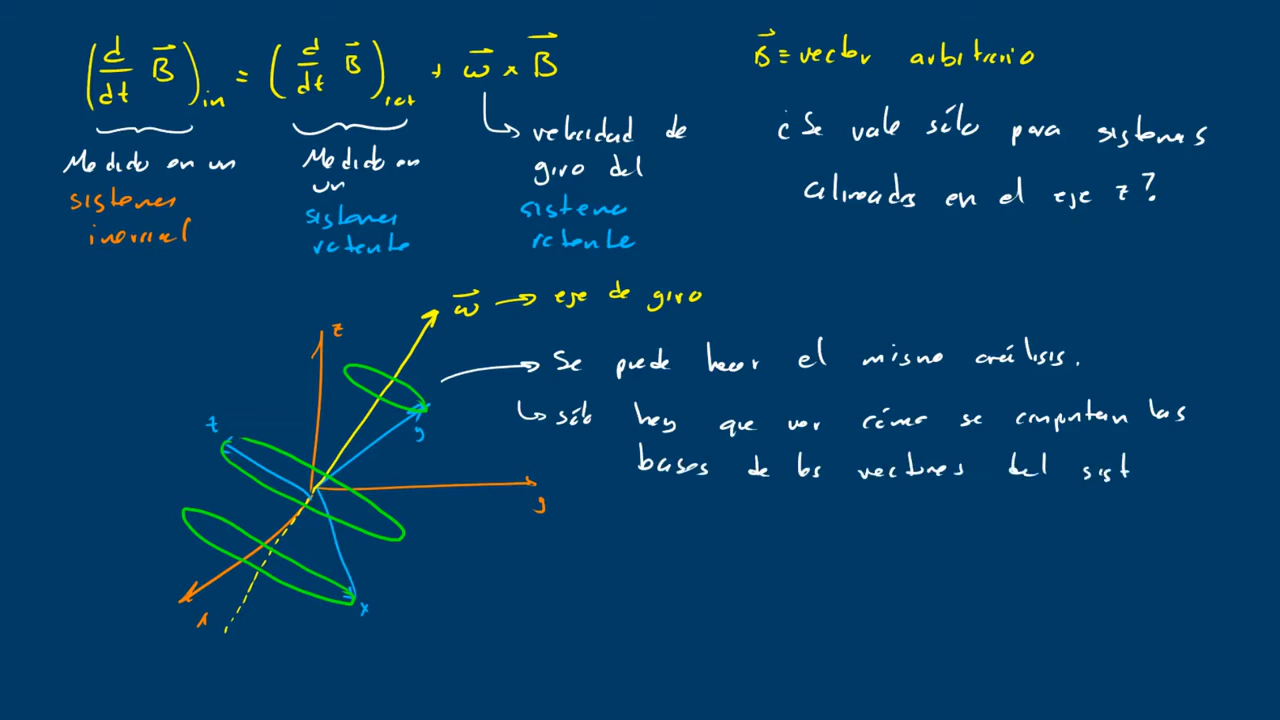 (d/dt B⃗)in = (d/dt B⃗)rot + ω⃗ × B⃗
B⃗ ≡ vector arbitrario
Medido en un
sistema
inercial
Medido en
un
sistema
rotante
velocidad de
giro del
sistema
rotante
¿Se vale sólo para sistemas
alineados en el eje z?
ω⃗ → eje de giro
Se puede hacer el mismo análisis.
sólo hay que ver cómo se comportan las
bases de los vectores del sist
z
z
y
y
x
x